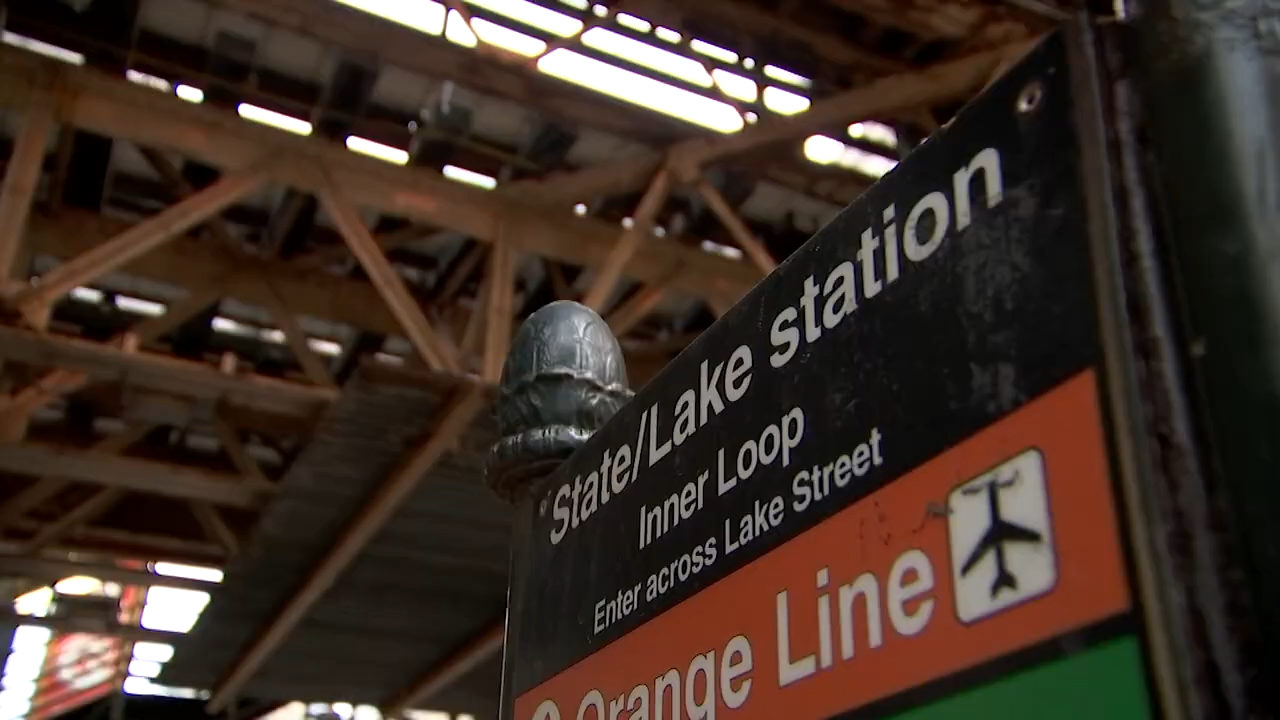 State/Lake station
Inner Loop
Enter across Lake Street
Orange Line